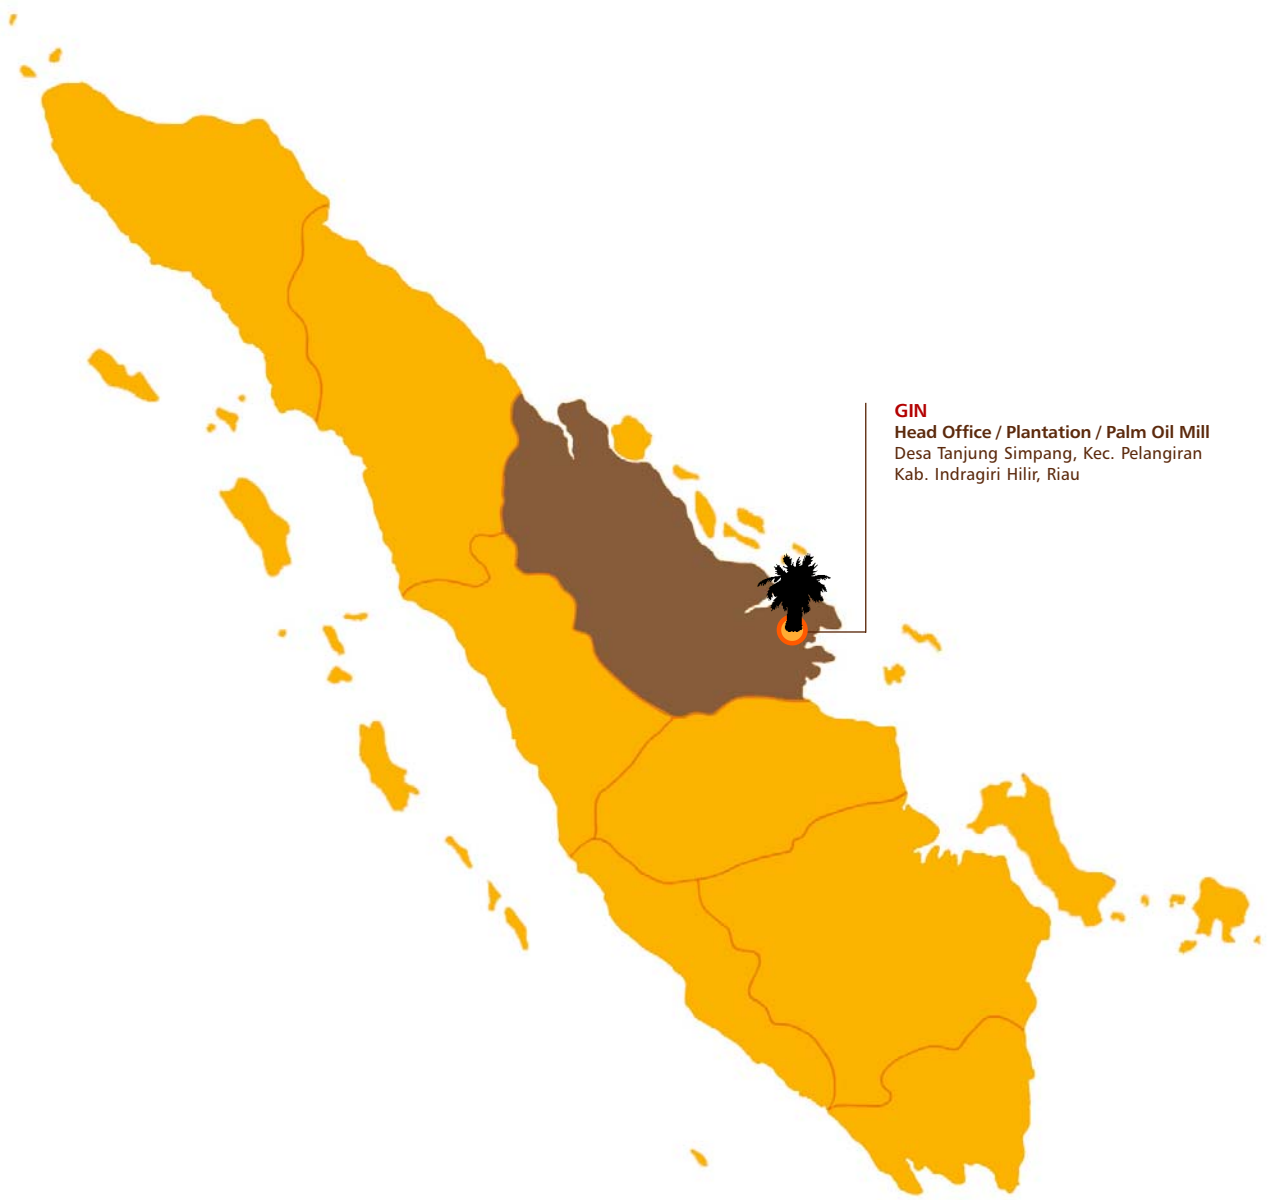 GIN
Head Office / Plantation / Palm Oil Mill
Desa Tanjung Simpang, Kec. Pelangiran
Kab. Indragiri Hilir, Riau